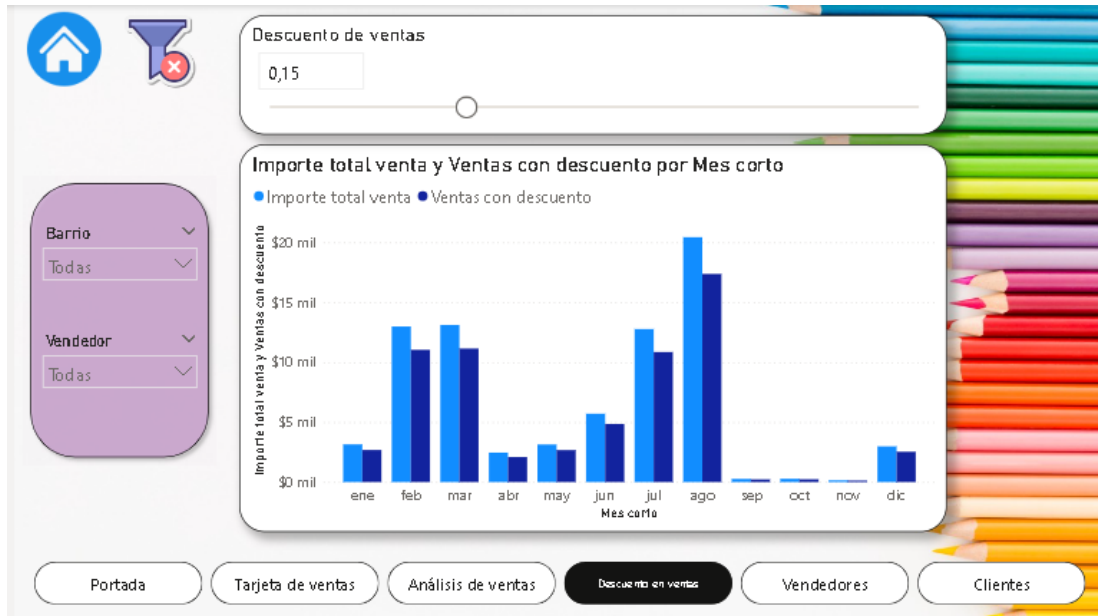 Descuento de ventas
0,15
Importe total venta y Ventas con descuento por Mes corto
Importe total venta Ventas con descuento
Barrio
Todas
Vendedor
Todas
Importe total venta y Ventas con descuento
$20 mil
$15 mil
$10 mil
$5 mil
$0 mil
ene feb mar abr may jun jul ago sep oct nov dic
Mes corto
Portada Tarjeta de ventas Análisis de ventas Descuento en ventas Vendedores Clientes